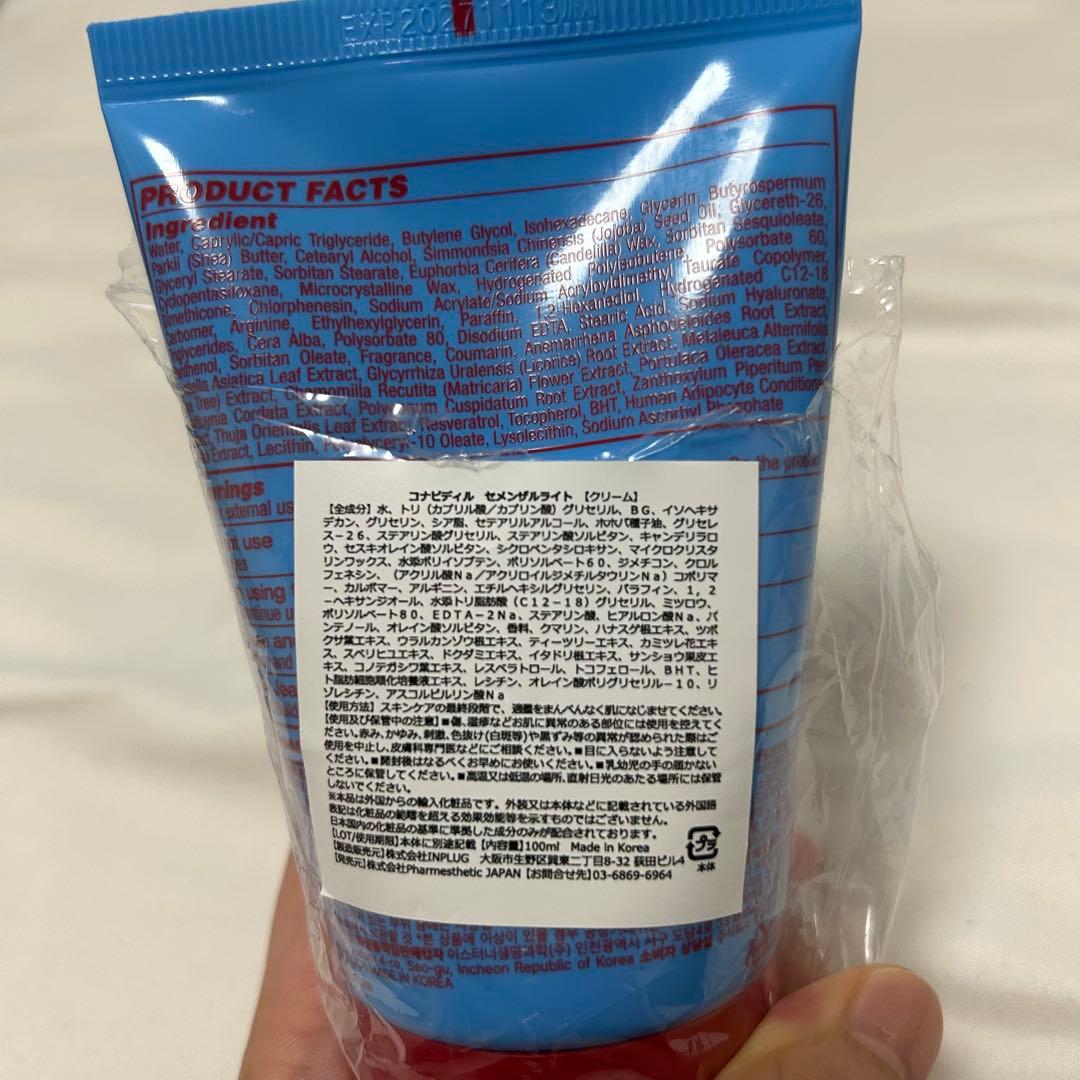 EXP 20271113
PRODUCT FACTS
Ingredient
Water, Caprylic/Capric Triglyceride, Butylene Glycol, Isohexadecane, Glycerin, Butyrospermum
Parkii (Shea) Butter, Cetearyl Alcohol, Simmondsia Chinensis (Jojoba) Seed Oil, Glycereth-26,
Glyceryl Stearate, Sorbitan Stearate, Euphorbia Cerifera (Candelilla) Wax, Sorbitan Sesquioleate,
Cyclopentasiloxane, Microcrystalline Wax, Hydrogenated Polyisobutene, Polysorbate 60,
Dimethicone, Chlorphenesin, Sodium Acrylate/Sodium Acryloyldimethyl Taurate Copolymer,
Carbomer, Arginine, Ethylhexylglycerin, Paraffin, 1,2-Hexanediol, Hydrogenated C12-18
Triglycerides, Cera Alba, Polysorbate 80, Disodium EDTA, Stearic Acid, Sodium Hyaluronate,
Panthenol, Sorbitan Oleate, Fragrance, Coumarin, Anemarrhena Asphodeloides Root Extract,
Asiatica Leaf Extract, Glycyrrhiza Uralensis (Licorice) Root Extract, Melaleuca Alternifolia
Tree) Extract, Chamomilla Recutita (Matricaria) Flower Extract, Portulaca Oleracea Extract,
Cordata Extract, Polygonum Cuspidatum Root Extract, Zanthoxylum Piperitum Peel
Thuja Orientalis Leaf Extract, Resveratrol, Tocopherol, BHT, Human Adipocyte Conditioned
Extract, Lecithin, Polyglyceryl-10 Oleate, Lysolecithin, Sodium Ascorbyl Phosphate
the product
external use
use
using
コナビディル セメンザルライト 【クリーム】
【全成分】水、トリ（カプリル酸／カプリン酸）グリセリル、ＢＧ、イソヘキサ
デカン、グリセリン、シア脂、セテアリルアルコール、ホホバ種子油、グリセレ
ス－２６、ステアリン酸グリセリル、ステアリン酸ソルビタン、キャンデリラロ
ウ、セスキオレイン酸ソルビタン、シクロペンタシロキサン、マイクロクリスタ
リンワックス、水添ポリイソブテン、ポリソルベート６０、ジメチコン、クロル
フェネシン、（アクリル酸Ｎａ／アクリロイルジメチルタウリンＮａ）コポリマ
ー、カルボマー、アルギニン、エチルヘキシルグリセリン、パラフィン、１，２
－ヘキサンジオール、水添トリ脂肪酸（Ｃ１２－１８）グリセリル、ミツロウ、
ポリソルベート８０、ＥＤＴＡ－２Ｎａ、ステアリン酸、ヒアルロン酸Ｎａ、パ
ンテノール、オレイン酸ソルビタン、香料、クマリン、ハナスゲ根エキス、ツボ
クサ葉エキス、ウラルカンゾウ根エキス、ティーツリーエキス、カミツレ花エキ
ス、スベリヒユエキス、ドクダミエキス、イタドリ根エキス、サンショウ果皮エ
キス、コノテガシワ葉エキス、レスベラトロール、トコフェロール、ＢＨＴ、ヒ
ト脂肪細胞順化培養液エキス、レシチン、オレイン酸ポリグリセリル－１０、リ
ゾレシチン、アスコルビルリン酸Ｎａ
【使用方法】スキンケアの最終段階で、適量をまんべんなく肌になじませてください。
【使用及び保管中の注意】■傷、湿疹などお肌に異常のある部位には使用を控えてく
ださい。赤み、かゆみ、刺激、色抜け(白斑等)や黒ずみ等の異常が認められた際はご
使用を中止し、皮膚科専門医などにご相談ください。■目に入らないよう注意して
ください。■開封後はなるべくお早めにお使いください。■乳幼児の手の届かない
ところに保管してください。■高温又は低温の場所、直射日光のあたる場所には保管
しないでください。
※本品は外国からの輸入化粧品です。外装又は本体などに記載されている外国語
表記は化粧品の範疇を超える効果効能等を示すものではございません。
日本国内の化粧品の基準に準拠した成分のみが配合されております。
【LOT/使用期限】本体に別途記載【内容量】100ml Made in Korea
【製造販売元】株式会社INPLUG 大阪市生野区巽東二丁目8-32 荻田ビル4
【発売元】株式会社Pharmesthetic JAPAN【お問合せ先】03-6869-6964
プラ
本体
이스터너생명과학(주) 인천광역시 서구 도담4로 소비자 상담실
Seo-gu, Incheon Republic of Korea
MADE IN KOREA